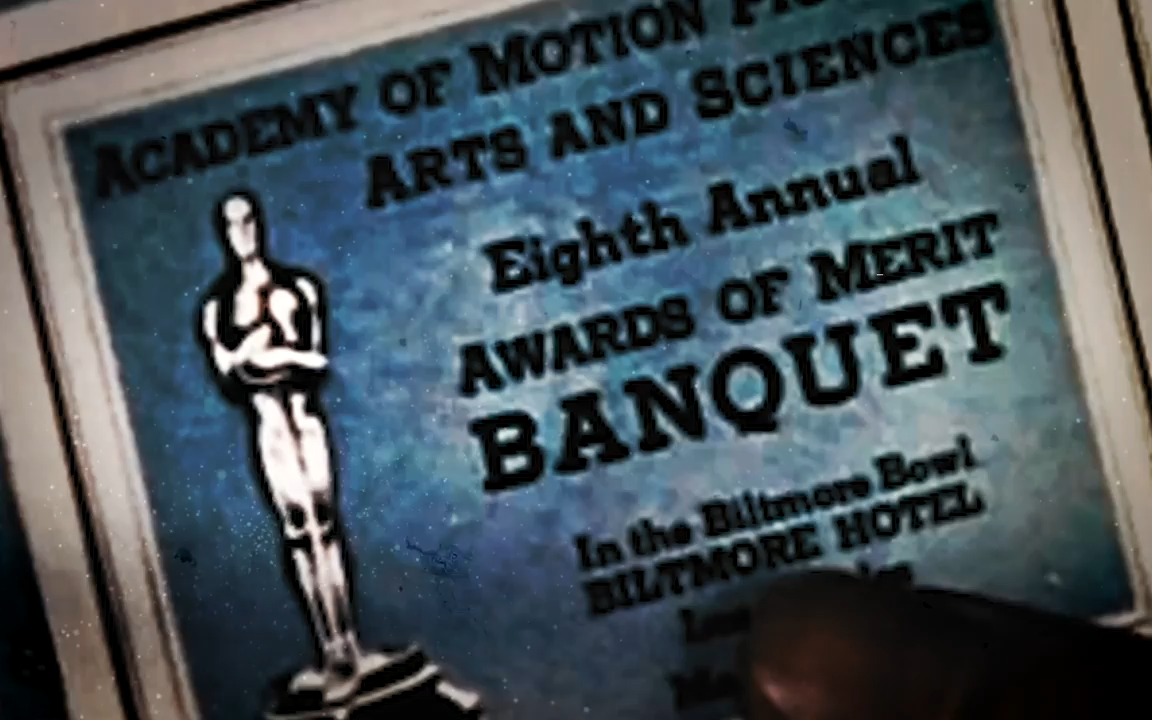 ACADEMY OF MOTION
ARTS AND SCIENCES
Eighth Annual
AWARDS OF MERIT
BANQUET
In the Biltmore Bowl
BILTMORE HOTEL